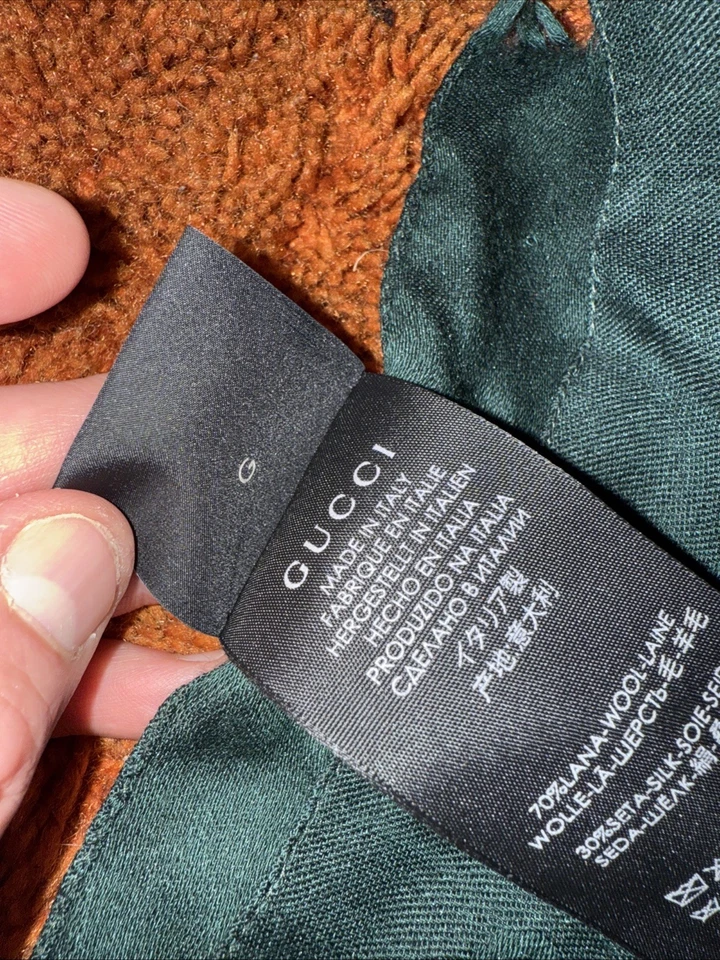 G
GUCCI
MADE IN ITALY
FABRIQUE EN ITALIE
HERGESTELLT IN ITALIEN
HECHO EN ITALIA
PRODUZIDO NA ITALIA
СДЕЛАНО В ИТАЛИИ
イタリア製
产地:意大利
70%LANA-WOOL-LAINE
WOLLE-LÃ-ШЕРСТЬ-毛-羊毛
30%SETA-SILK-SOIE-SEI
SEDA-ШЕЛК-絹-